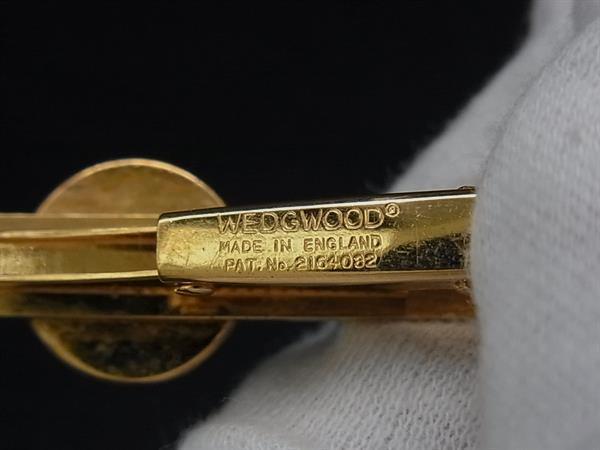 WEDGWOOD®
MADE IN ENGLAND
PAT. No. 2164082